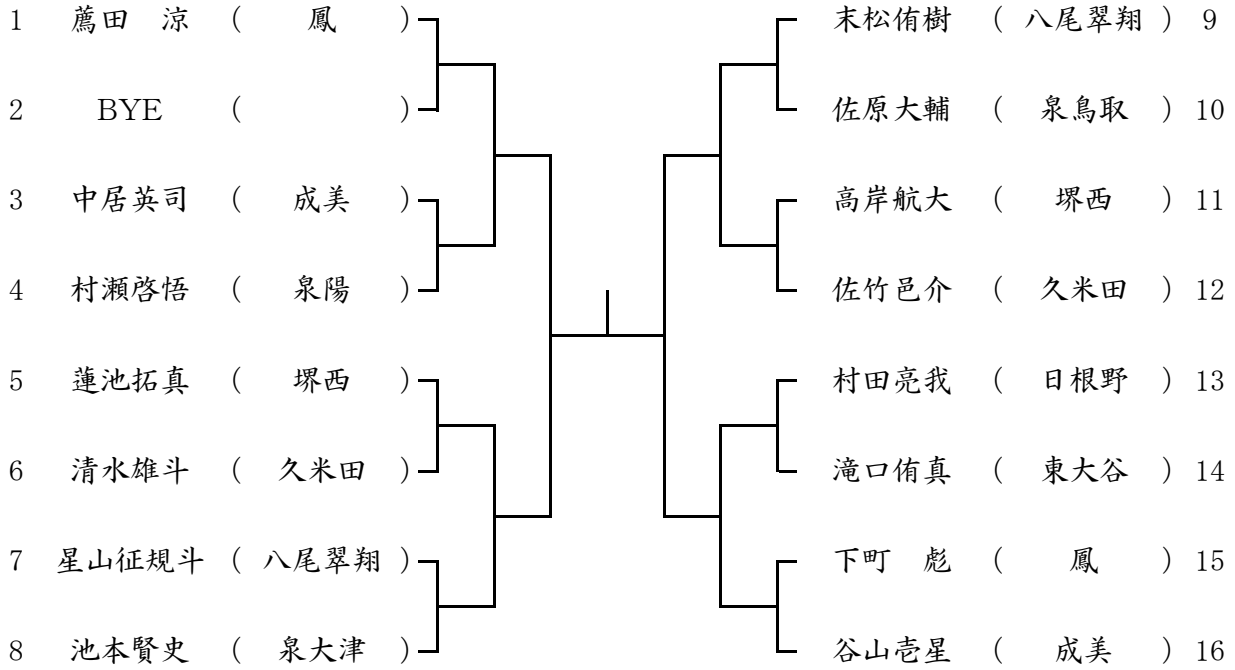 1 薦田 涼 ( 鳳 )
2 BYE ( )
3 中居英司 ( 成美 )
4 村瀬啓悟 ( 泉陽 )
5 蓮池拓真 ( 堺西 )
6 清水雄斗 ( 久米田 )
7 星山征規斗 ( 八尾翠翔 )
8 池本賢史 ( 泉大津 )
末松侑樹 ( 八尾翠翔 ) 9
佐原大輔 ( 泉鳥取 ) 10
高岸航大 ( 堺西 ) 11
佐竹邑介 ( 久米田 ) 12
村田亮我 ( 日根野 ) 13
滝口侑真 ( 東大谷 ) 14
下町 彪 ( 鳳 ) 15
谷山壱星 ( 成美 ) 16